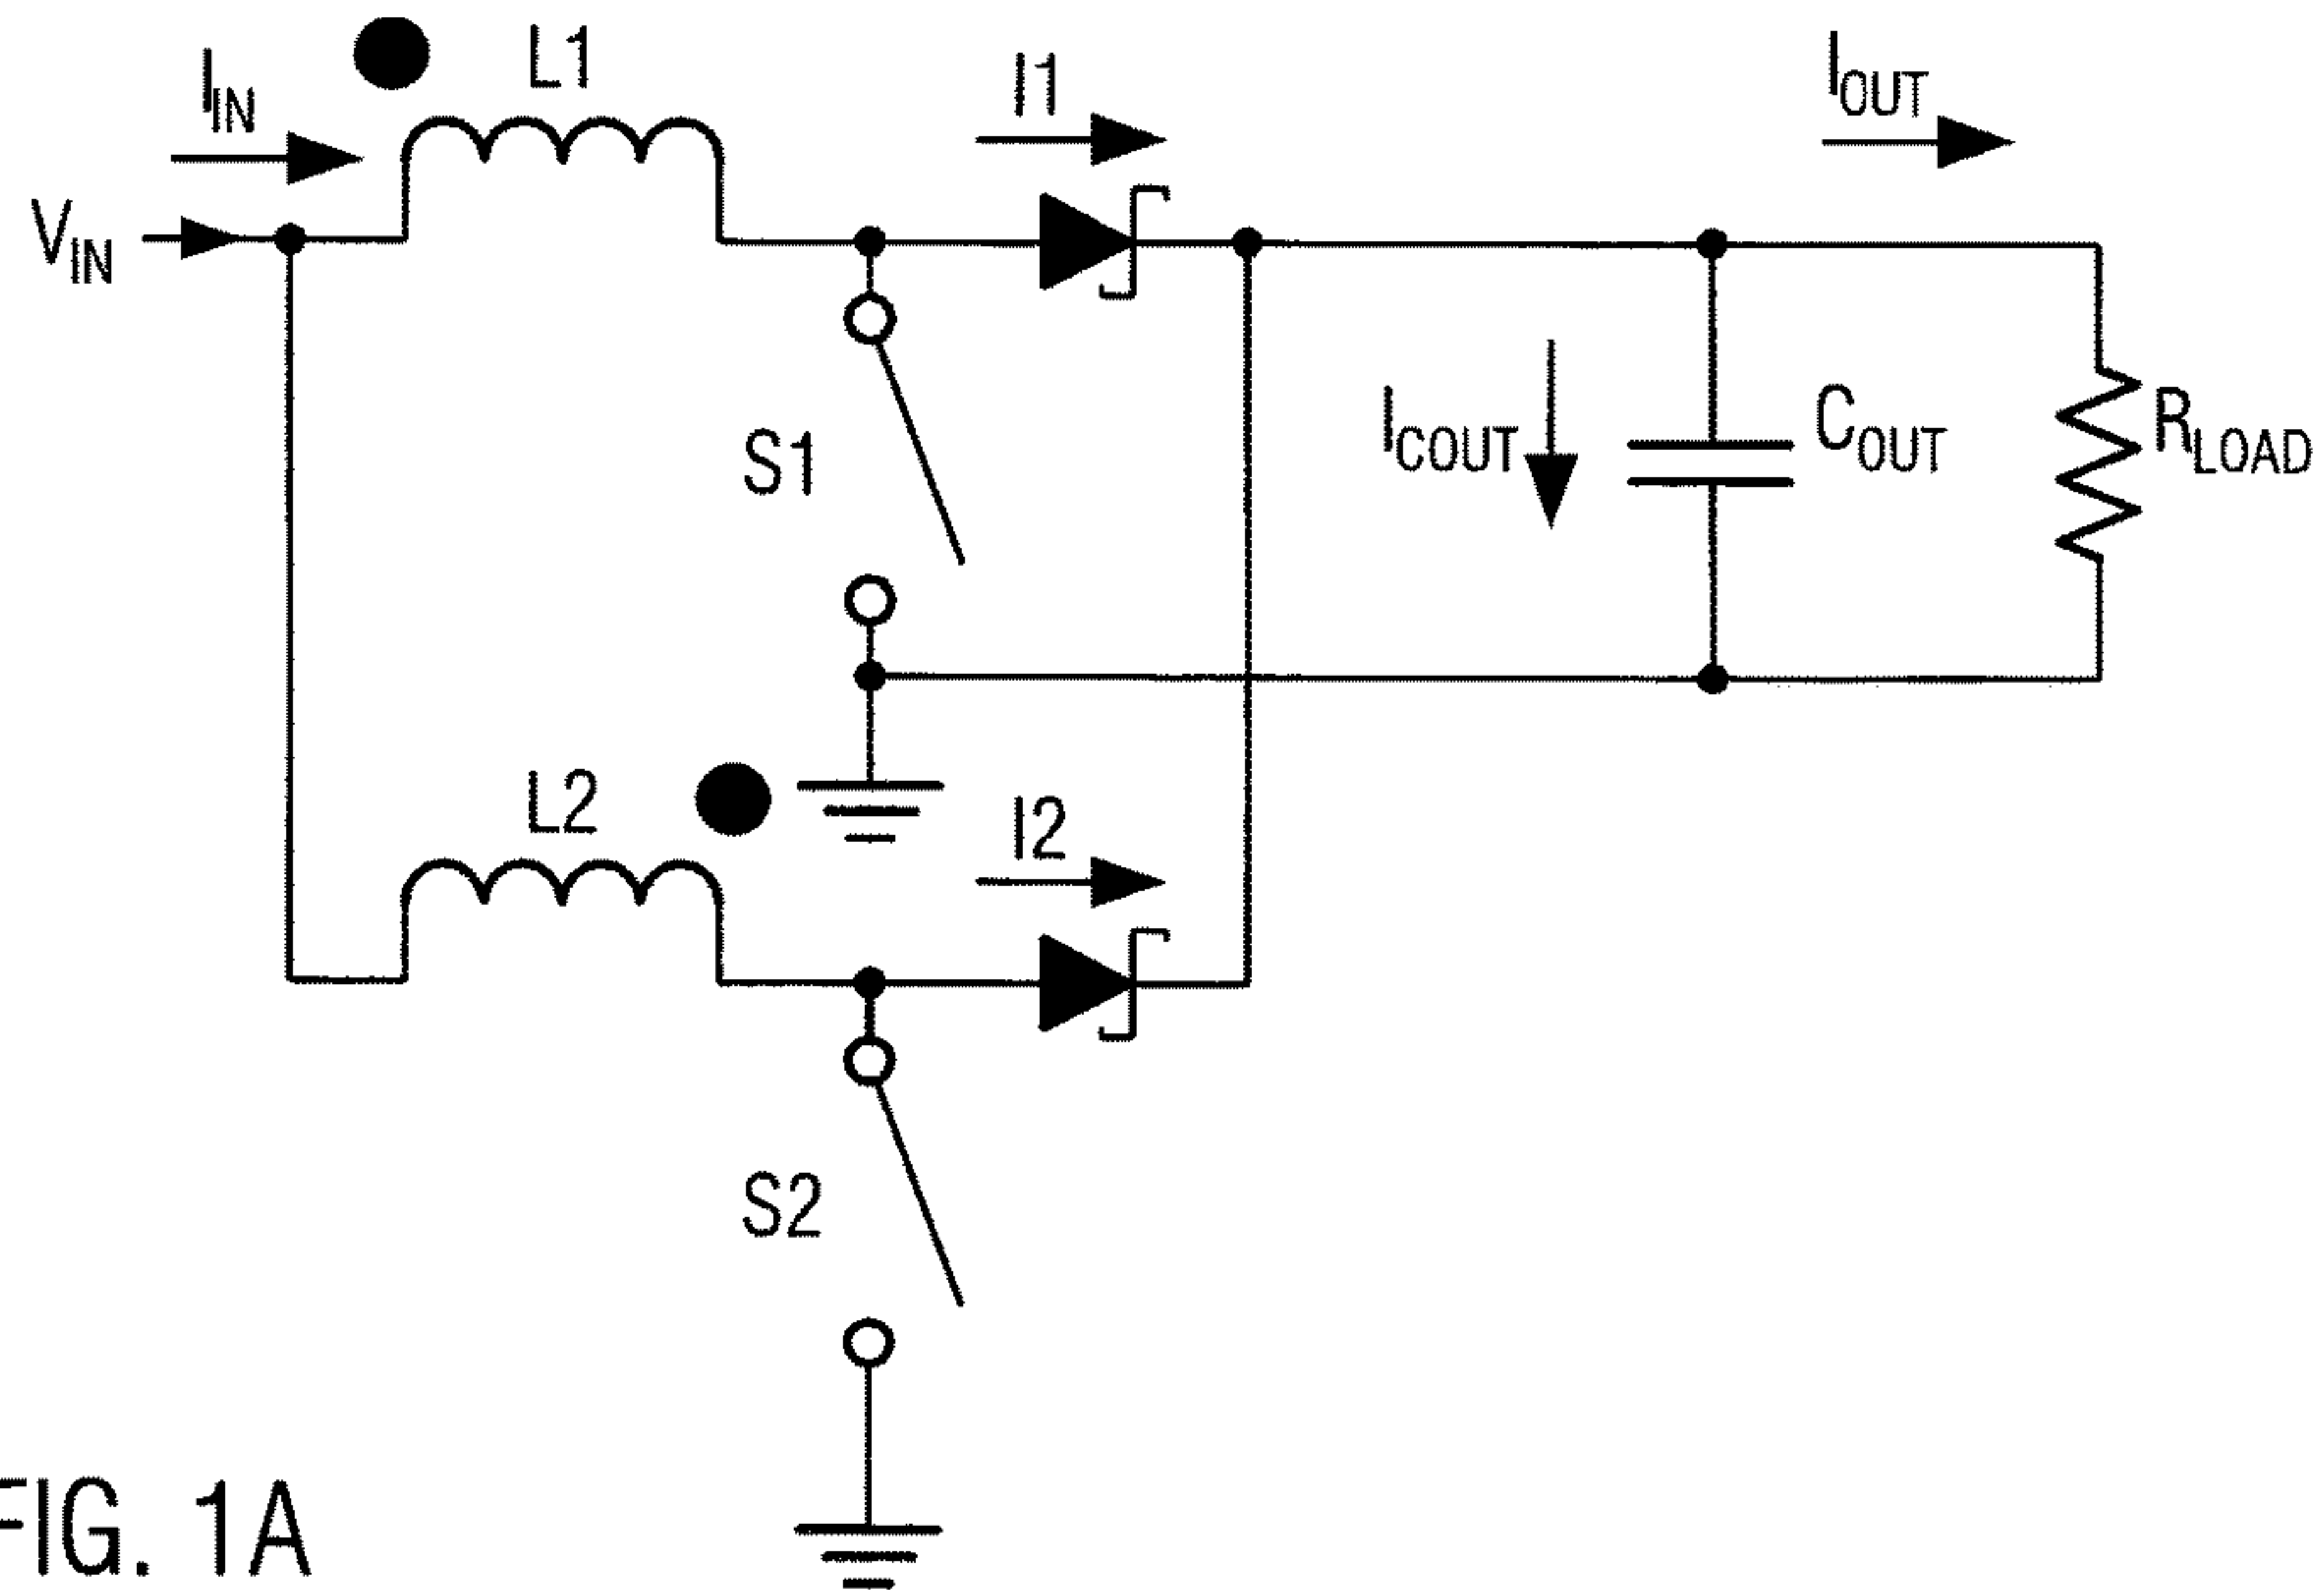 I_IN
L1
I1
I_OUT
V_IN
S1
I_COUT
C_OUT
R_LOAD
L2
I2
S2
FIG. 1A